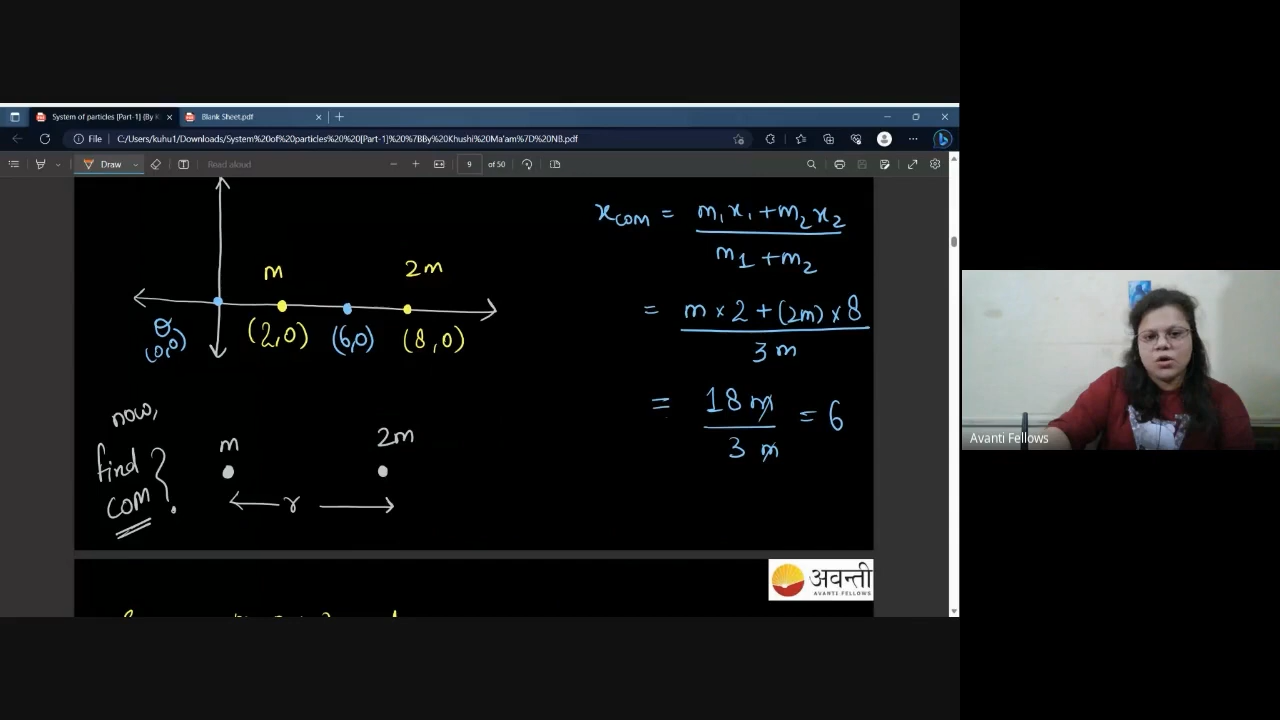 System of particles [Part-1] (By K
Blank Sheet.pdf
File
C:/Users/kuhu1/Downloads/System%20of%20particles%20%20[Part-1]%20%7BBy%20Khushi%20Ma'am%7D%20NB.pdf
Draw
Read aloud
9 of 50
m 2m
O (0,0) (2,0) (6,0) (8,0)
x_com = (m₁x₁ + m₂x₂) / (m1 + m₂)
= (m × 2 + (2m) × 8) / 3m
= 18m / 3m = 6
now,
find
com ?
m 2m
r
अवन्ती
AVANTI FELLOWS
Avanti Fellows